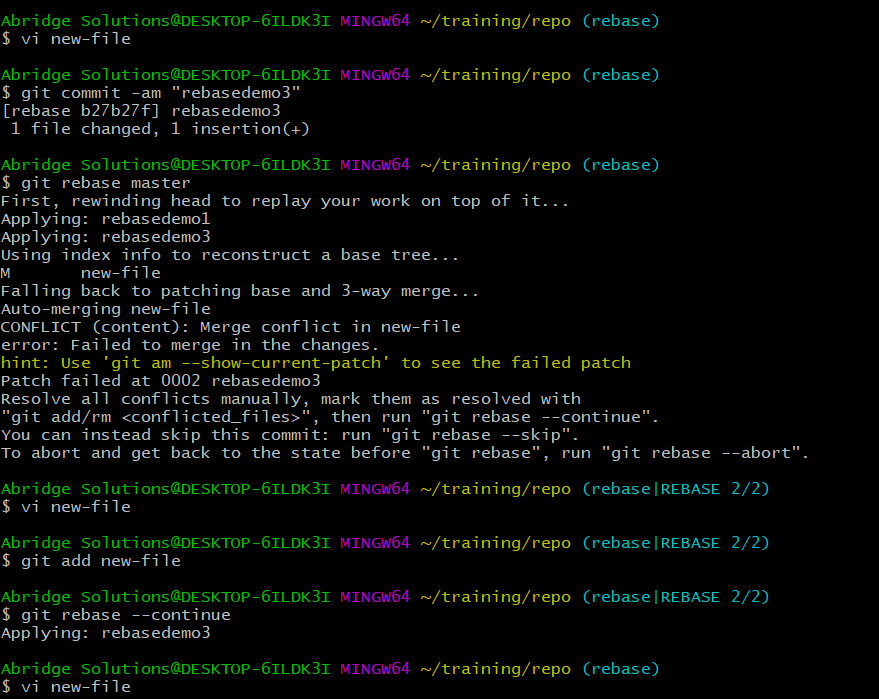 Abridge Solutions@DESKTOP-6ILDK3I MINGW64 ~/training/repo (rebase)
$ vi new-file
Abridge Solutions@DESKTOP-6ILDK3I MINGW64 ~/training/repo (rebase)
$ git commit -am "rebasedemo3"
[rebase b27b27f] rebasedemo3
 1 file changed, 1 insertion(+)
Abridge Solutions@DESKTOP-6ILDK3I MINGW64 ~/training/repo (rebase)
$ git rebase master
First, rewinding head to replay your work on top of it...
Applying: rebasedemo1
Applying: rebasedemo3
Using index info to reconstruct a base tree...
M       new-file
Falling back to patching base and 3-way merge...
Auto-merging new-file
CONFLICT (content): Merge conflict in new-file
error: Failed to merge in the changes.
hint: Use 'git am --show-current-patch' to see the failed patch
Patch failed at 0002 rebasedemo3
Resolve all conflicts manually, mark them as resolved with
"git add/rm <conflicted_files>", then run "git rebase --continue".
You can instead skip this commit: run "git rebase --skip".
To abort and get back to the state before "git rebase", run "git rebase --abort".
Abridge Solutions@DESKTOP-6ILDK3I MINGW64 ~/training/repo (rebase|REBASE 2/2)
$ vi new-file
Abridge Solutions@DESKTOP-6ILDK3I MINGW64 ~/training/repo (rebase|REBASE 2/2)
$ git add new-file
Abridge Solutions@DESKTOP-6ILDK3I MINGW64 ~/training/repo (rebase|REBASE 2/2)
$ git rebase --continue
Applying: rebasedemo3
Abridge Solutions@DESKTOP-6ILDK3I MINGW64 ~/training/repo (rebase)
$ vi new-file